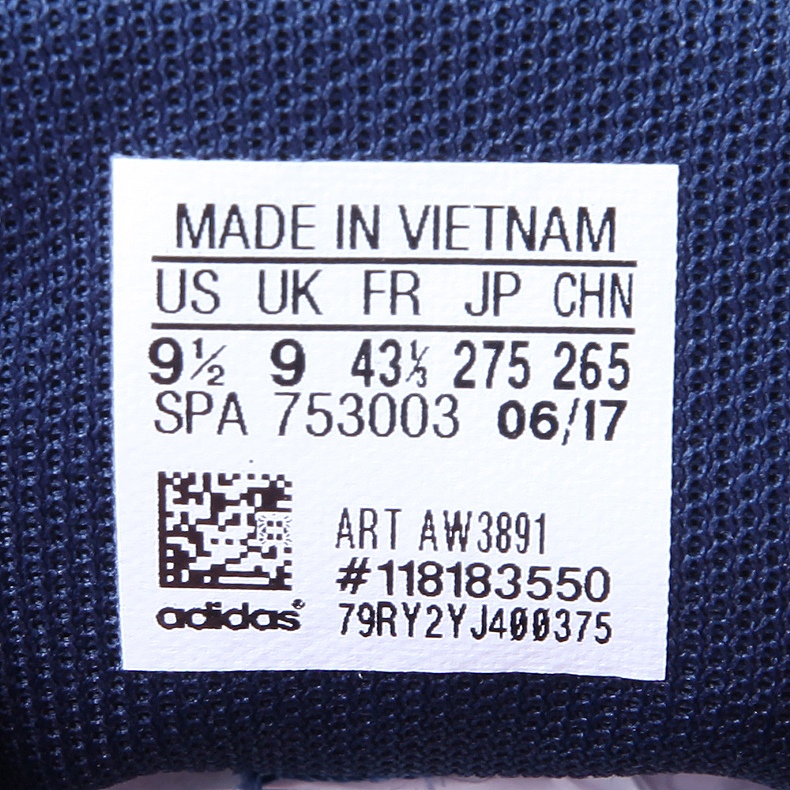 MADE IN VIETNAM
US UK FR JP CHN
9½ 9 43⅓ 275 265
SPA 753003 06/17
ART AW3891
#118183550
adidas® 79RY2YJ400375